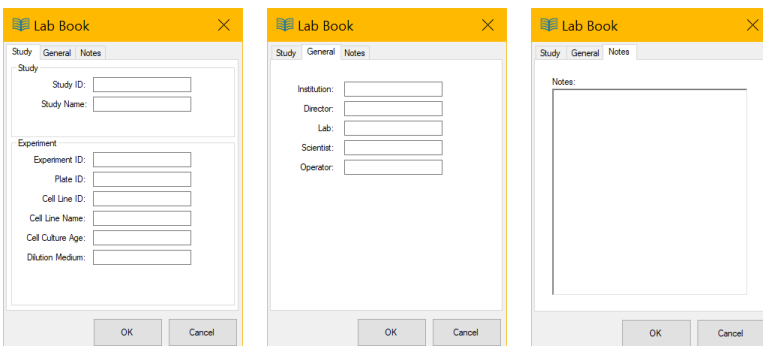 Lab Book
Study General Notes
Study
Study ID:
Study Name:
Experiment
Experiment ID:
Plate ID:
Cell Line ID:
Cell Line Name:
Cell Culture Age:
Dilution Medium:
OK Cancel
Lab Book
Study General Notes
Institution:
Director:
Lab:
Scientist:
Operator:
OK Cancel
Lab Book
Study General Notes
Notes:
OK Cancel